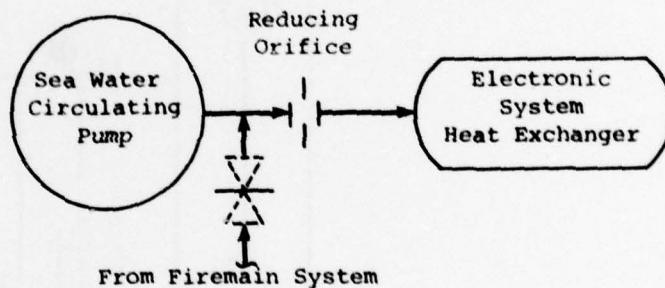 Reducing
Orifice
Sea Water
Circulating
Pump
Electronic
System
Heat Exchanger
From Firemain System